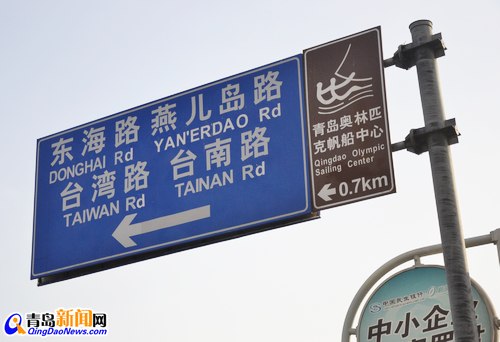 东海路 燕儿岛路
DONGHAI Rd YAN'ERDAO Rd
台湾路 台南路
TAIWAN Rd TAINAN Rd
青岛奥林匹
克帆船中心
Qingdao Olympic
Sailing Center
0.7km
中小企业
青岛新闻网
QingDaoNews.com